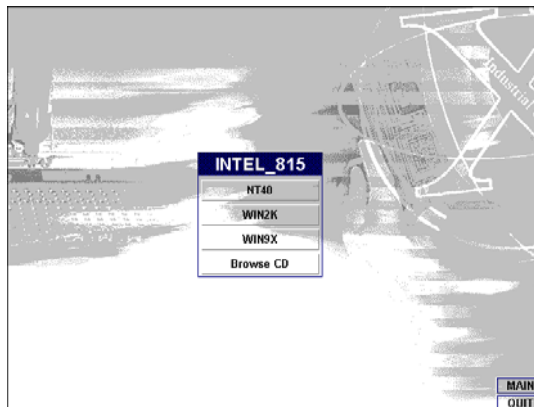 Industrial
INTEL_815
NT40
WIN2K
WIN9X
Browse CD
MAIN
QUIT